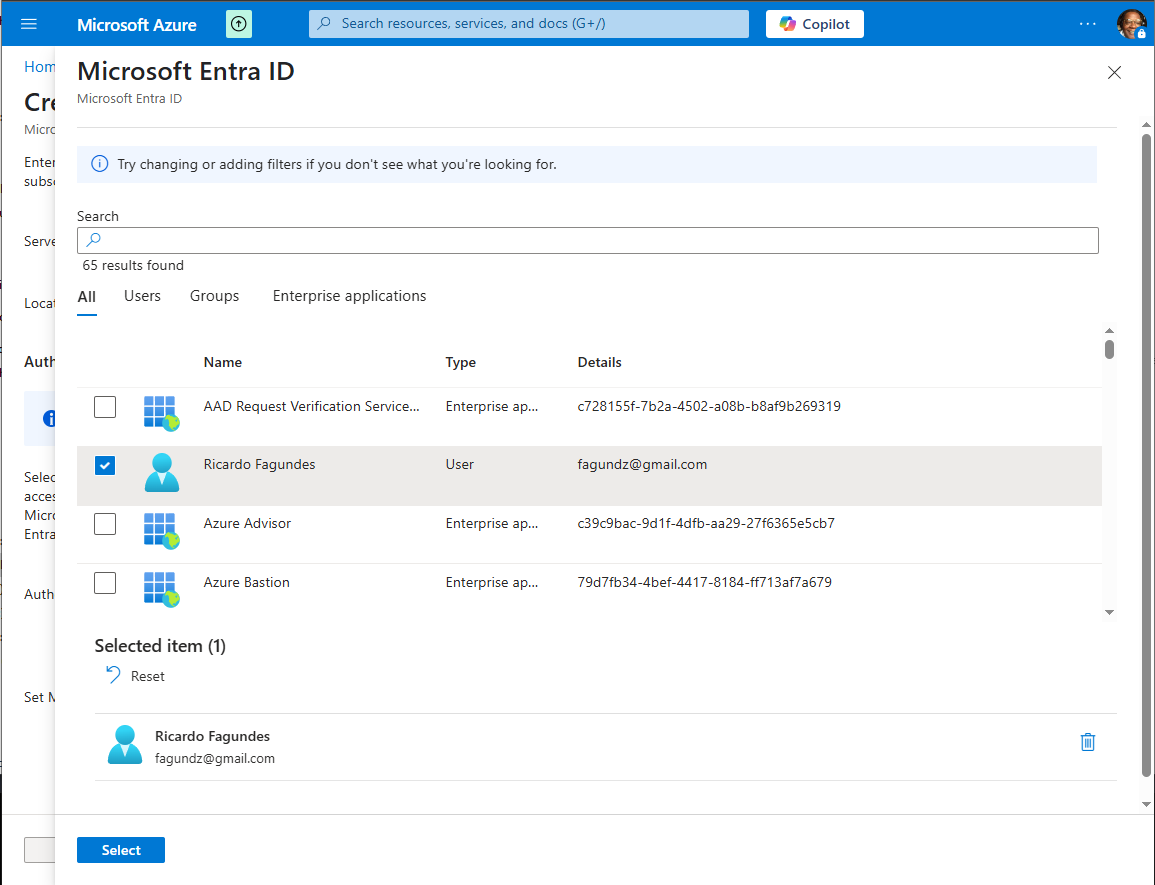 Microsoft Azure
Search resources, services, and docs (G+/)
Copilot
Hom
Cre
Micro
Enter
subsc
Serve
Locat
Auth
Selec
acces
Micro
Entra
Auth
Set M
Microsoft Entra ID
Microsoft Entra ID
Try changing or adding filters if you don't see what you're looking for.
Search
65 results found
All Users Groups Enterprise applications
Name Type Details
AAD Request Verification Service... Enterprise ap... c728155f-7b2a-4502-a08b-b8af9b269319
Ricardo Fagundes User fagundz@gmail.com
Azure Advisor Enterprise ap... c39c9bac-9d1f-4dfb-aa29-27f6365e5cb7
Azure Bastion Enterprise ap... 79d7fb34-4bef-4417-8184-ff713af7a679
Selected item (1)
Reset
Ricardo Fagundes
fagundz@gmail.com
Select